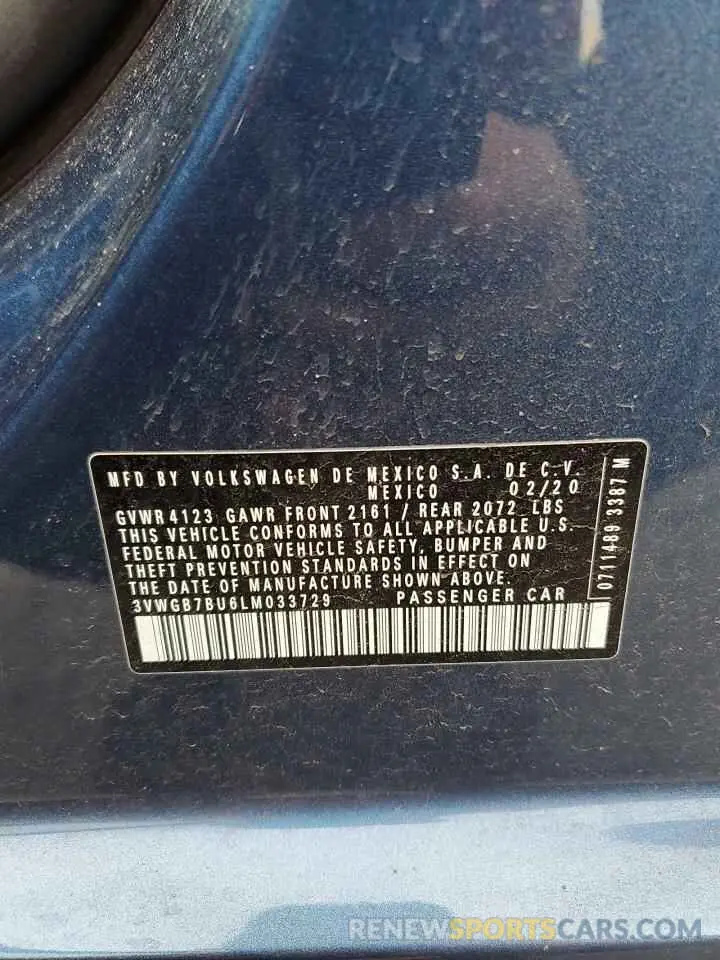 MFD BY VOLKSWAGEN DE MEXICO S.A. DE C.V.
MEXICO 02/20
GVWR 4123 GAWR FRONT 2161 / REAR 2072 LBS
THIS VEHICLE CONFORMS TO ALL APPLICABLE U.S.
FEDERAL MOTOR VEHICLE SAFETY, BUMPER AND
THEFT PREVENTION STANDARDS IN EFFECT ON
THE DATE OF MANUFACTURE SHOWN ABOVE.
3VWGB7BU6LM033729 PASSENGER CAR
0711489 3387 M
RENEWSPORTSCARS.COM